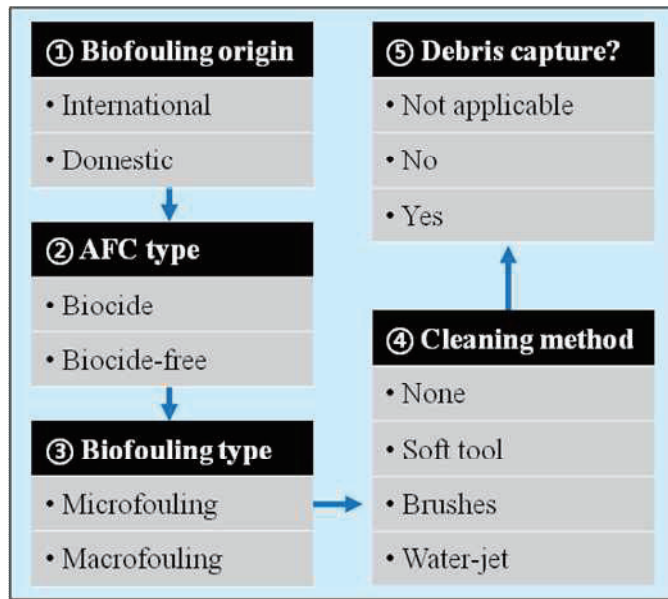 ① Biofouling origin
• International
• Domestic
② AFC type
• Biocide
• Biocide-free
③ Biofouling type
• Microfouling
• Macrofouling
④ Cleaning method
• None
• Soft tool
• Brushes
• Water-jet
⑤ Debris capture?
• Not applicable
• No
• Yes